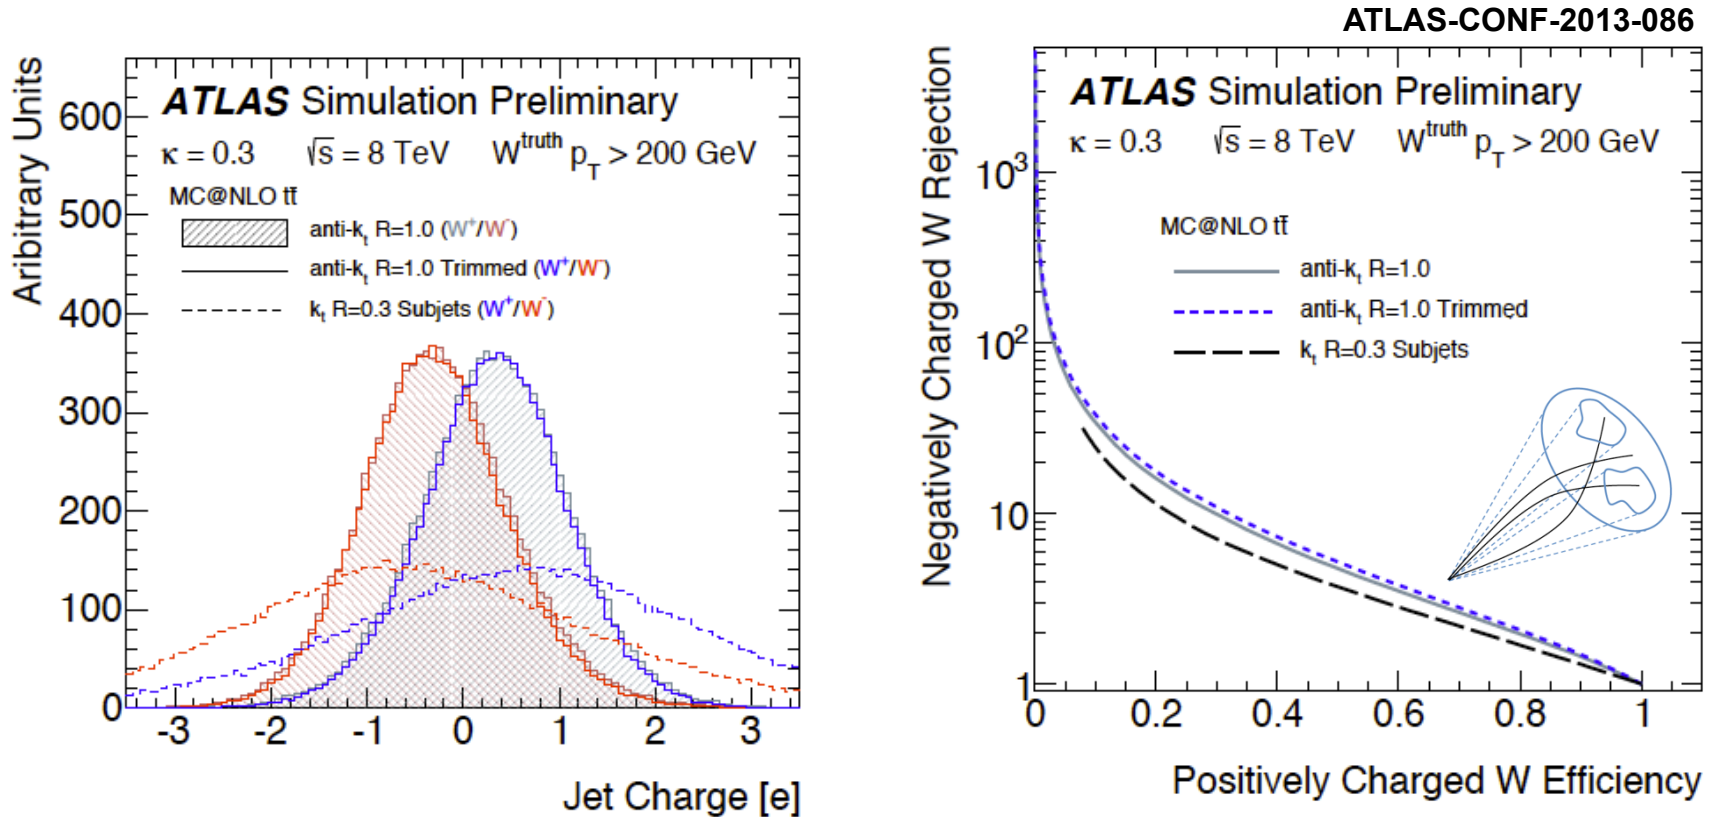 ATLAS-CONF-2013-086
Aribitrary Units
600
500
400
300
200
100
0
ATLAS Simulation Preliminary
κ = 0.3 √s = 8 TeV W^truth p_T > 200 GeV
MC@NLO tt̄
anti-k_t R=1.0 (W⁺/W⁻)
anti-k_t R=1.0 Trimmed (W⁺/W⁻)
k_t R=0.3 Subjets (W⁺/W⁻)
-3 -2 -1 0 1 2 3
Jet Charge [e]
Negatively Charged W Rejection
10³
10²
10
1
ATLAS Simulation Preliminary
κ = 0.3 √s = 8 TeV W^truth p_T > 200 GeV
MC@NLO tt̄
anti-k_t R=1.0
anti-k_t R=1.0 Trimmed
k_t R=0.3 Subjets
0 0.2 0.4 0.6 0.8 1
Positively Charged W Efficiency